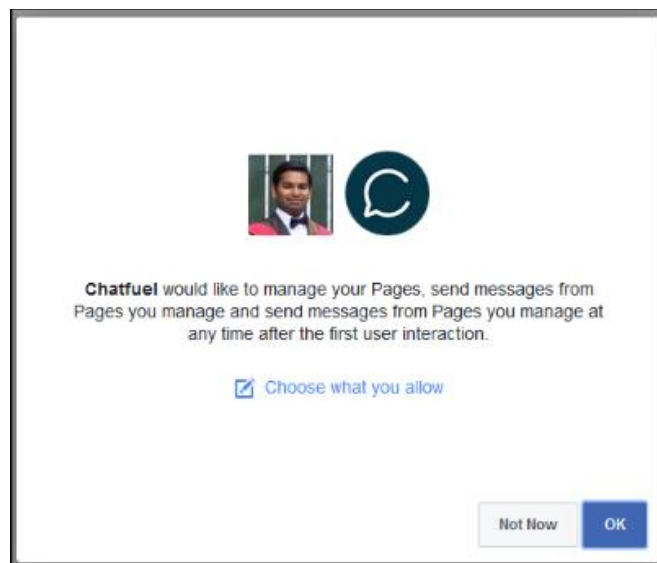 Chatfuel would like to manage your Pages, send messages from
Pages you manage and send messages from Pages you manage at
any time after the first user interaction.
Choose what you allow
Not Now
OK